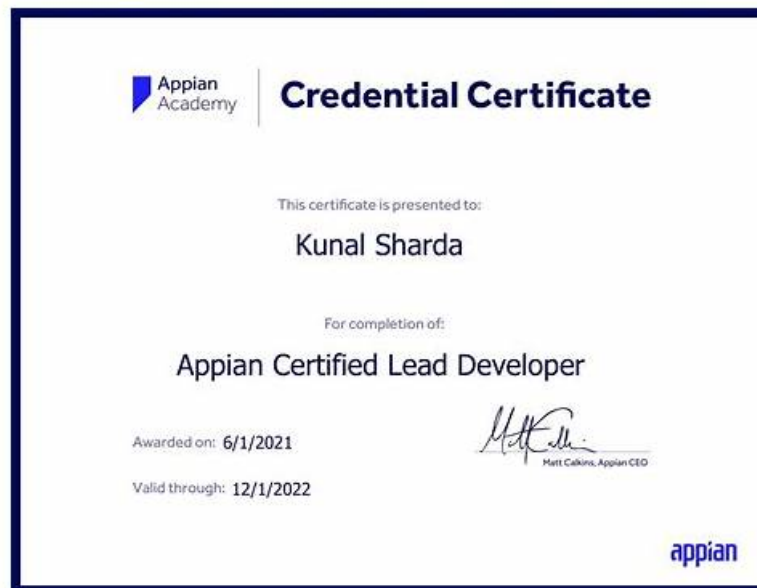 Appian
Academy
Credential Certificate
This certificate is presented to:
Kunal Sharda
For completion of:
Appian Certified Lead Developer
Awarded on: 6/1/2021
Matt Calkins, Appian CEO
Valid through: 12/1/2022
appian